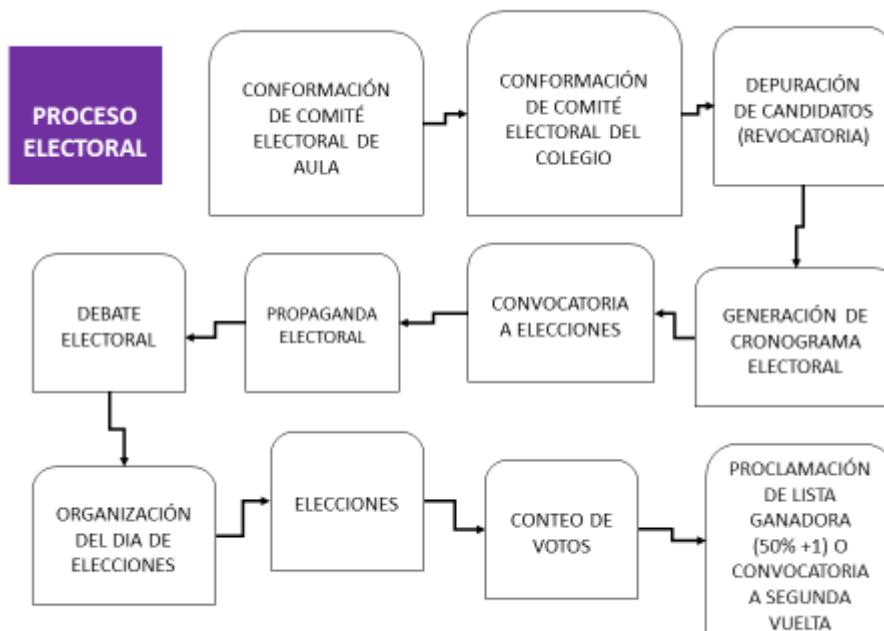 PROCESO
ELECTORAL
CONFORMACIÓN
DE COMITÉ
ELECTORAL DE
AULA
CONFORMACIÓN
DE COMITÉ
ELECTORAL DEL
COLEGIO
DEPURACIÓN
DE CANDIDATOS
(REVOCATORIA)
GENERACIÓN DE
CRONOGRAMA
ELECTORAL
CONVOCATORIA
A ELECCIONES
PROPAGANDA
ELECTORAL
DEBATE
ELECTORAL
ORGANIZACIÓN
DEL DIA DE
ELECCIONES
ELECCIONES
CONTEO DE
VOTOS
PROCLAMACIÓN
DE LISTA
GANADORA
(50% +1) O
CONVOCATORIA
A SEGUNDA
VUELTA